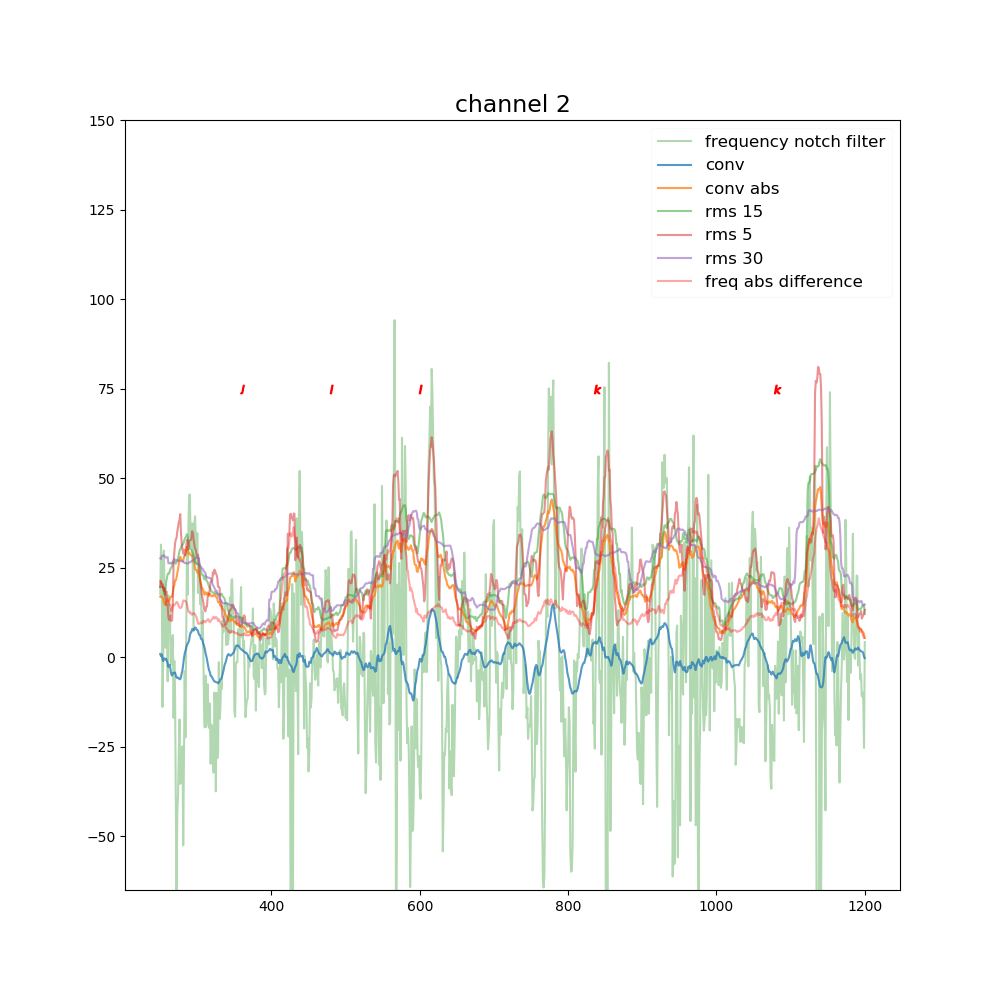 channel 2
150
125
100
75
50
25
0
−25
−50
frequency notch filter
conv
conv abs
rms 15
rms 5
rms 30
freq abs difference
J l l k k
400 600 800 1000 1200